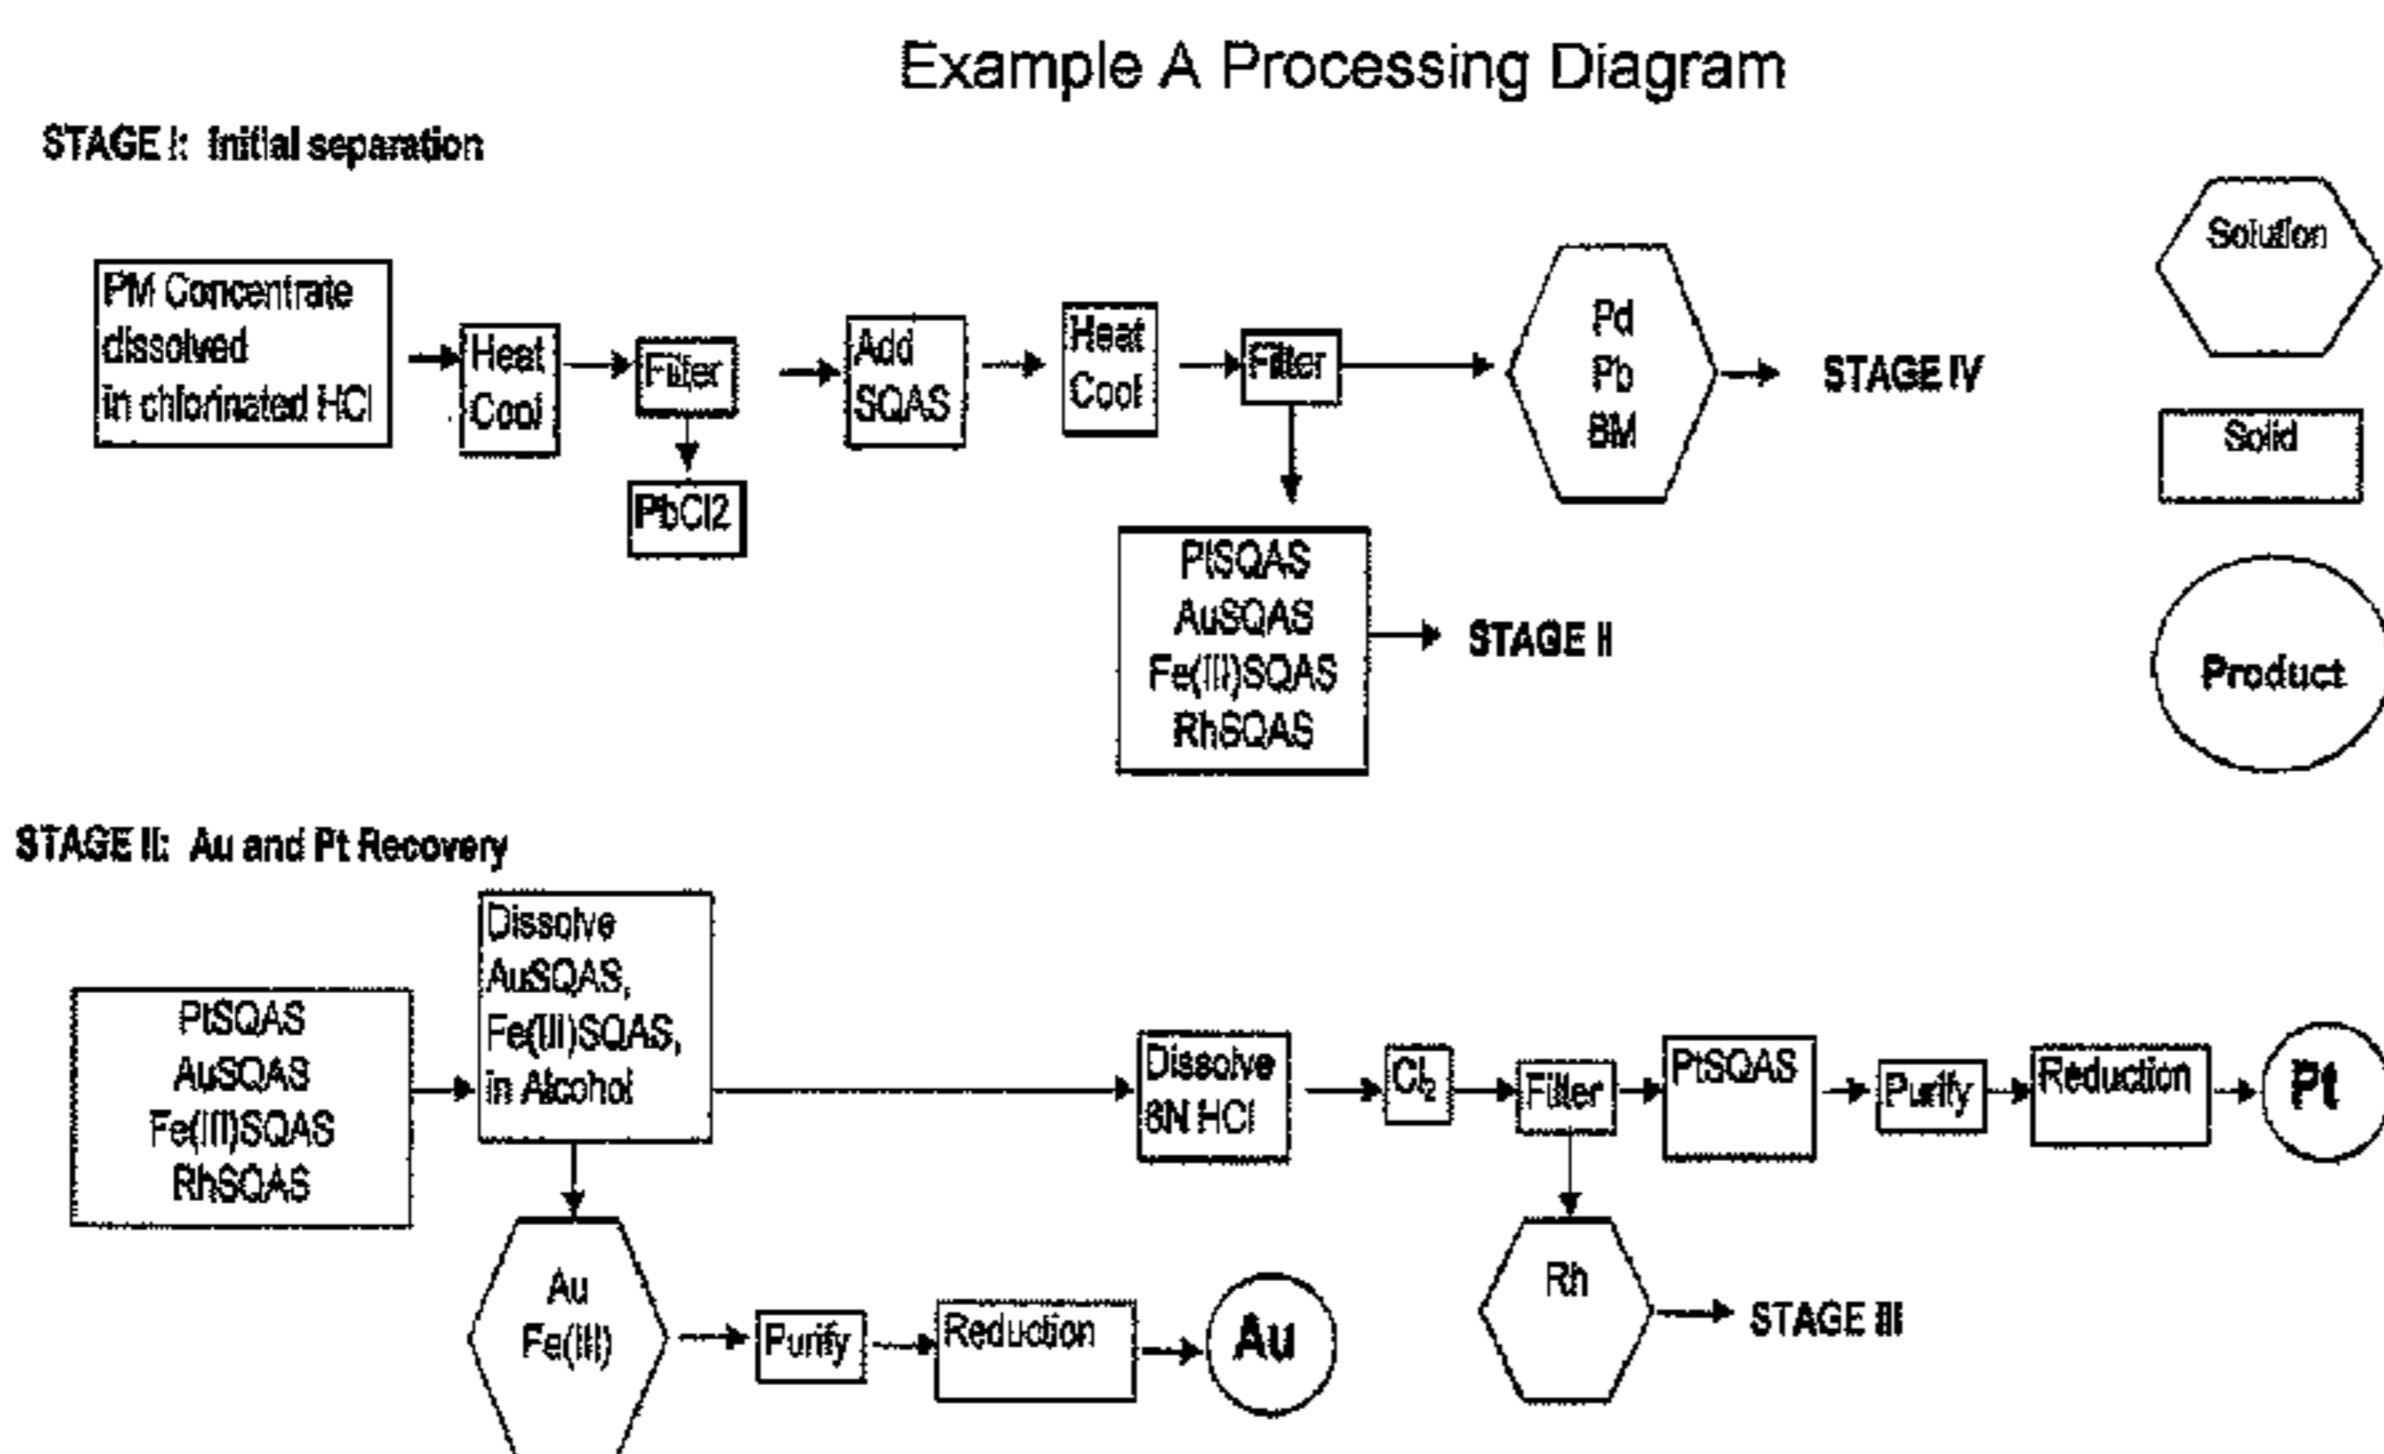 Example A Processing Diagram
STAGE I: Initial separation
PM Concentrate
dissolved
in chlorinated HCl
Heat
Cool
Filter
PbCl2
Add
SQAS
Heat
Cool
Filter
Pd
Pb
BM
STAGE IV
PtSQAS
AuSQAS
Fe(III)SQAS
RhSQAS
STAGE II
Solution
Solid
Product
STAGE II: Au and Pt Recovery
PtSQAS
AuSQAS
Fe(III)SQAS
RhSQAS
Dissolve
AuSQAS,
Fe(III)SQAS,
in Alcohol
Au
Fe(III)
Purify
Reduction
Au
Dissolve
6N HCl
Cl₂
Filter
Rh
STAGE III
PtSQAS
Purify
Reduction
Pt